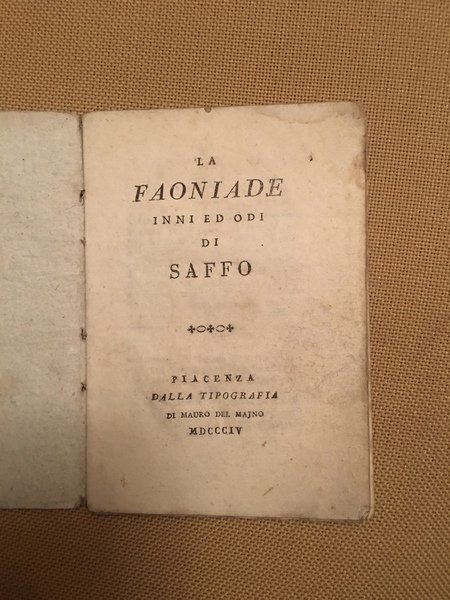 LA
FAONIADE
INNI ED ODI
DI
SAFFO
PIACENZA
DALLA TIPOGRAFIA
DI MAURO DEL MAJNO
MDCCCIV